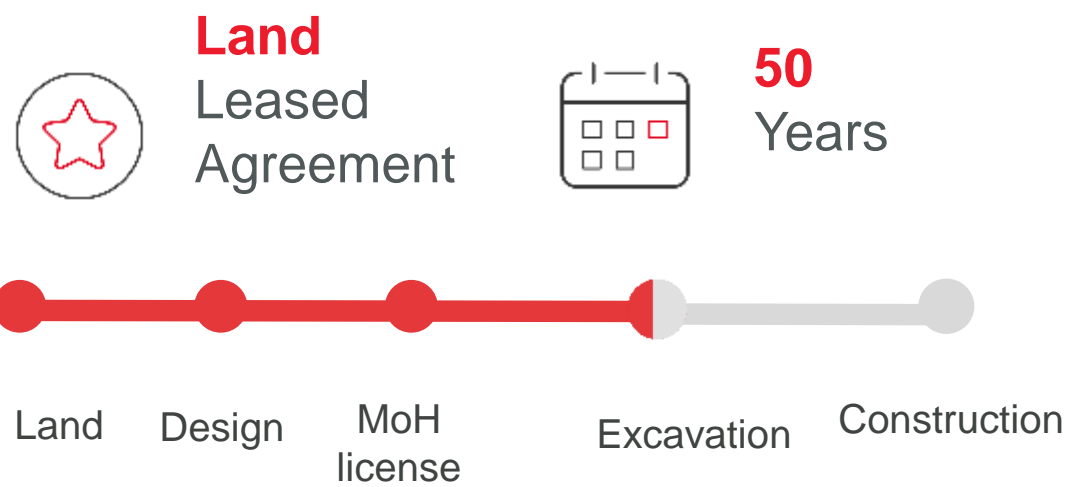 Land
Leased
Agreement
50
Years
Land
Design
MoH
license
Excavation
Construction